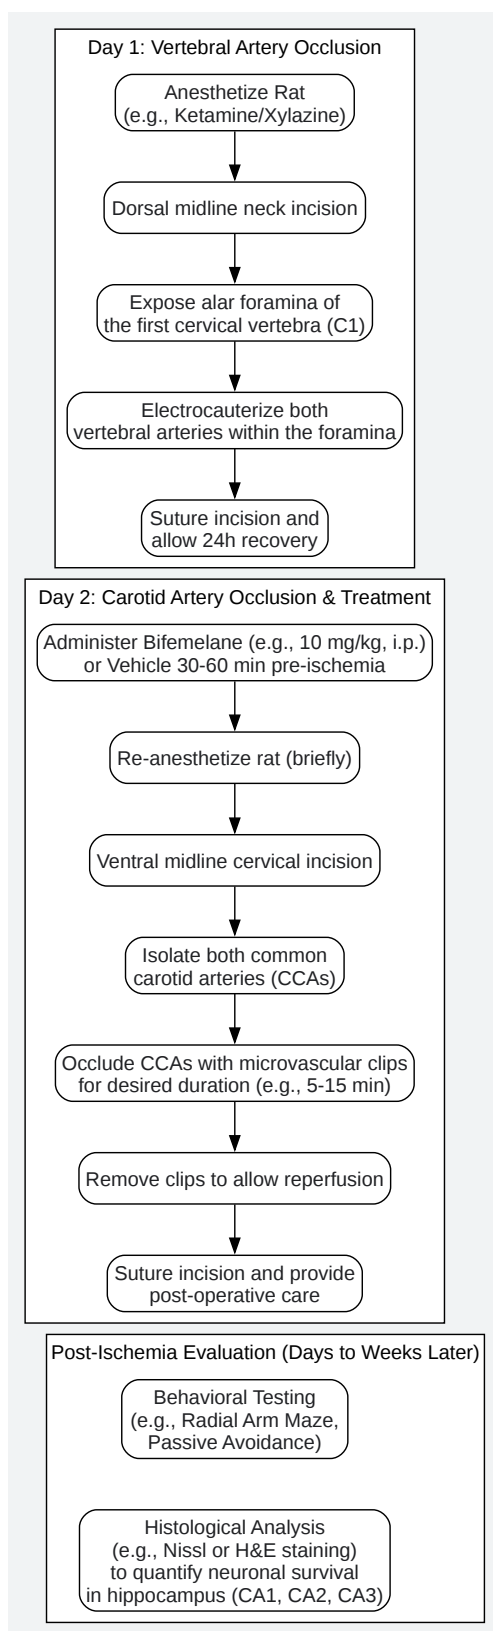 Day 1: Vertebral Artery Occlusion
Anesthetize Rat
(e.g., Ketamine/Xylazine)
Dorsal midline neck incision
Expose alar foramina of
the first cervical vertebra (C1)
Electrocauterize both
vertebral arteries within the foramina
Suture incision and
allow 24h recovery
Day 2: Carotid Artery Occlusion & Treatment
Administer Bifemelane (e.g., 10 mg/kg, i.p.)
or Vehicle 30-60 min pre-ischemia
Re-anesthetize rat (briefly)
Ventral midline cervical incision
Isolate both common
carotid arteries (CCAs)
Occlude CCAs with microvascular clips
for desired duration (e.g., 5-15 min)
Remove clips to allow reperfusion
Suture incision and provide
post-operative care
Post-Ischemia Evaluation (Days to Weeks Later)
Behavioral Testing
(e.g., Radial Arm Maze,
Passive Avoidance)
Histological Analysis
(e.g., Nissl or H&E staining)
to quantify neuronal survival
in hippocampus (CA1, CA2, CA3)